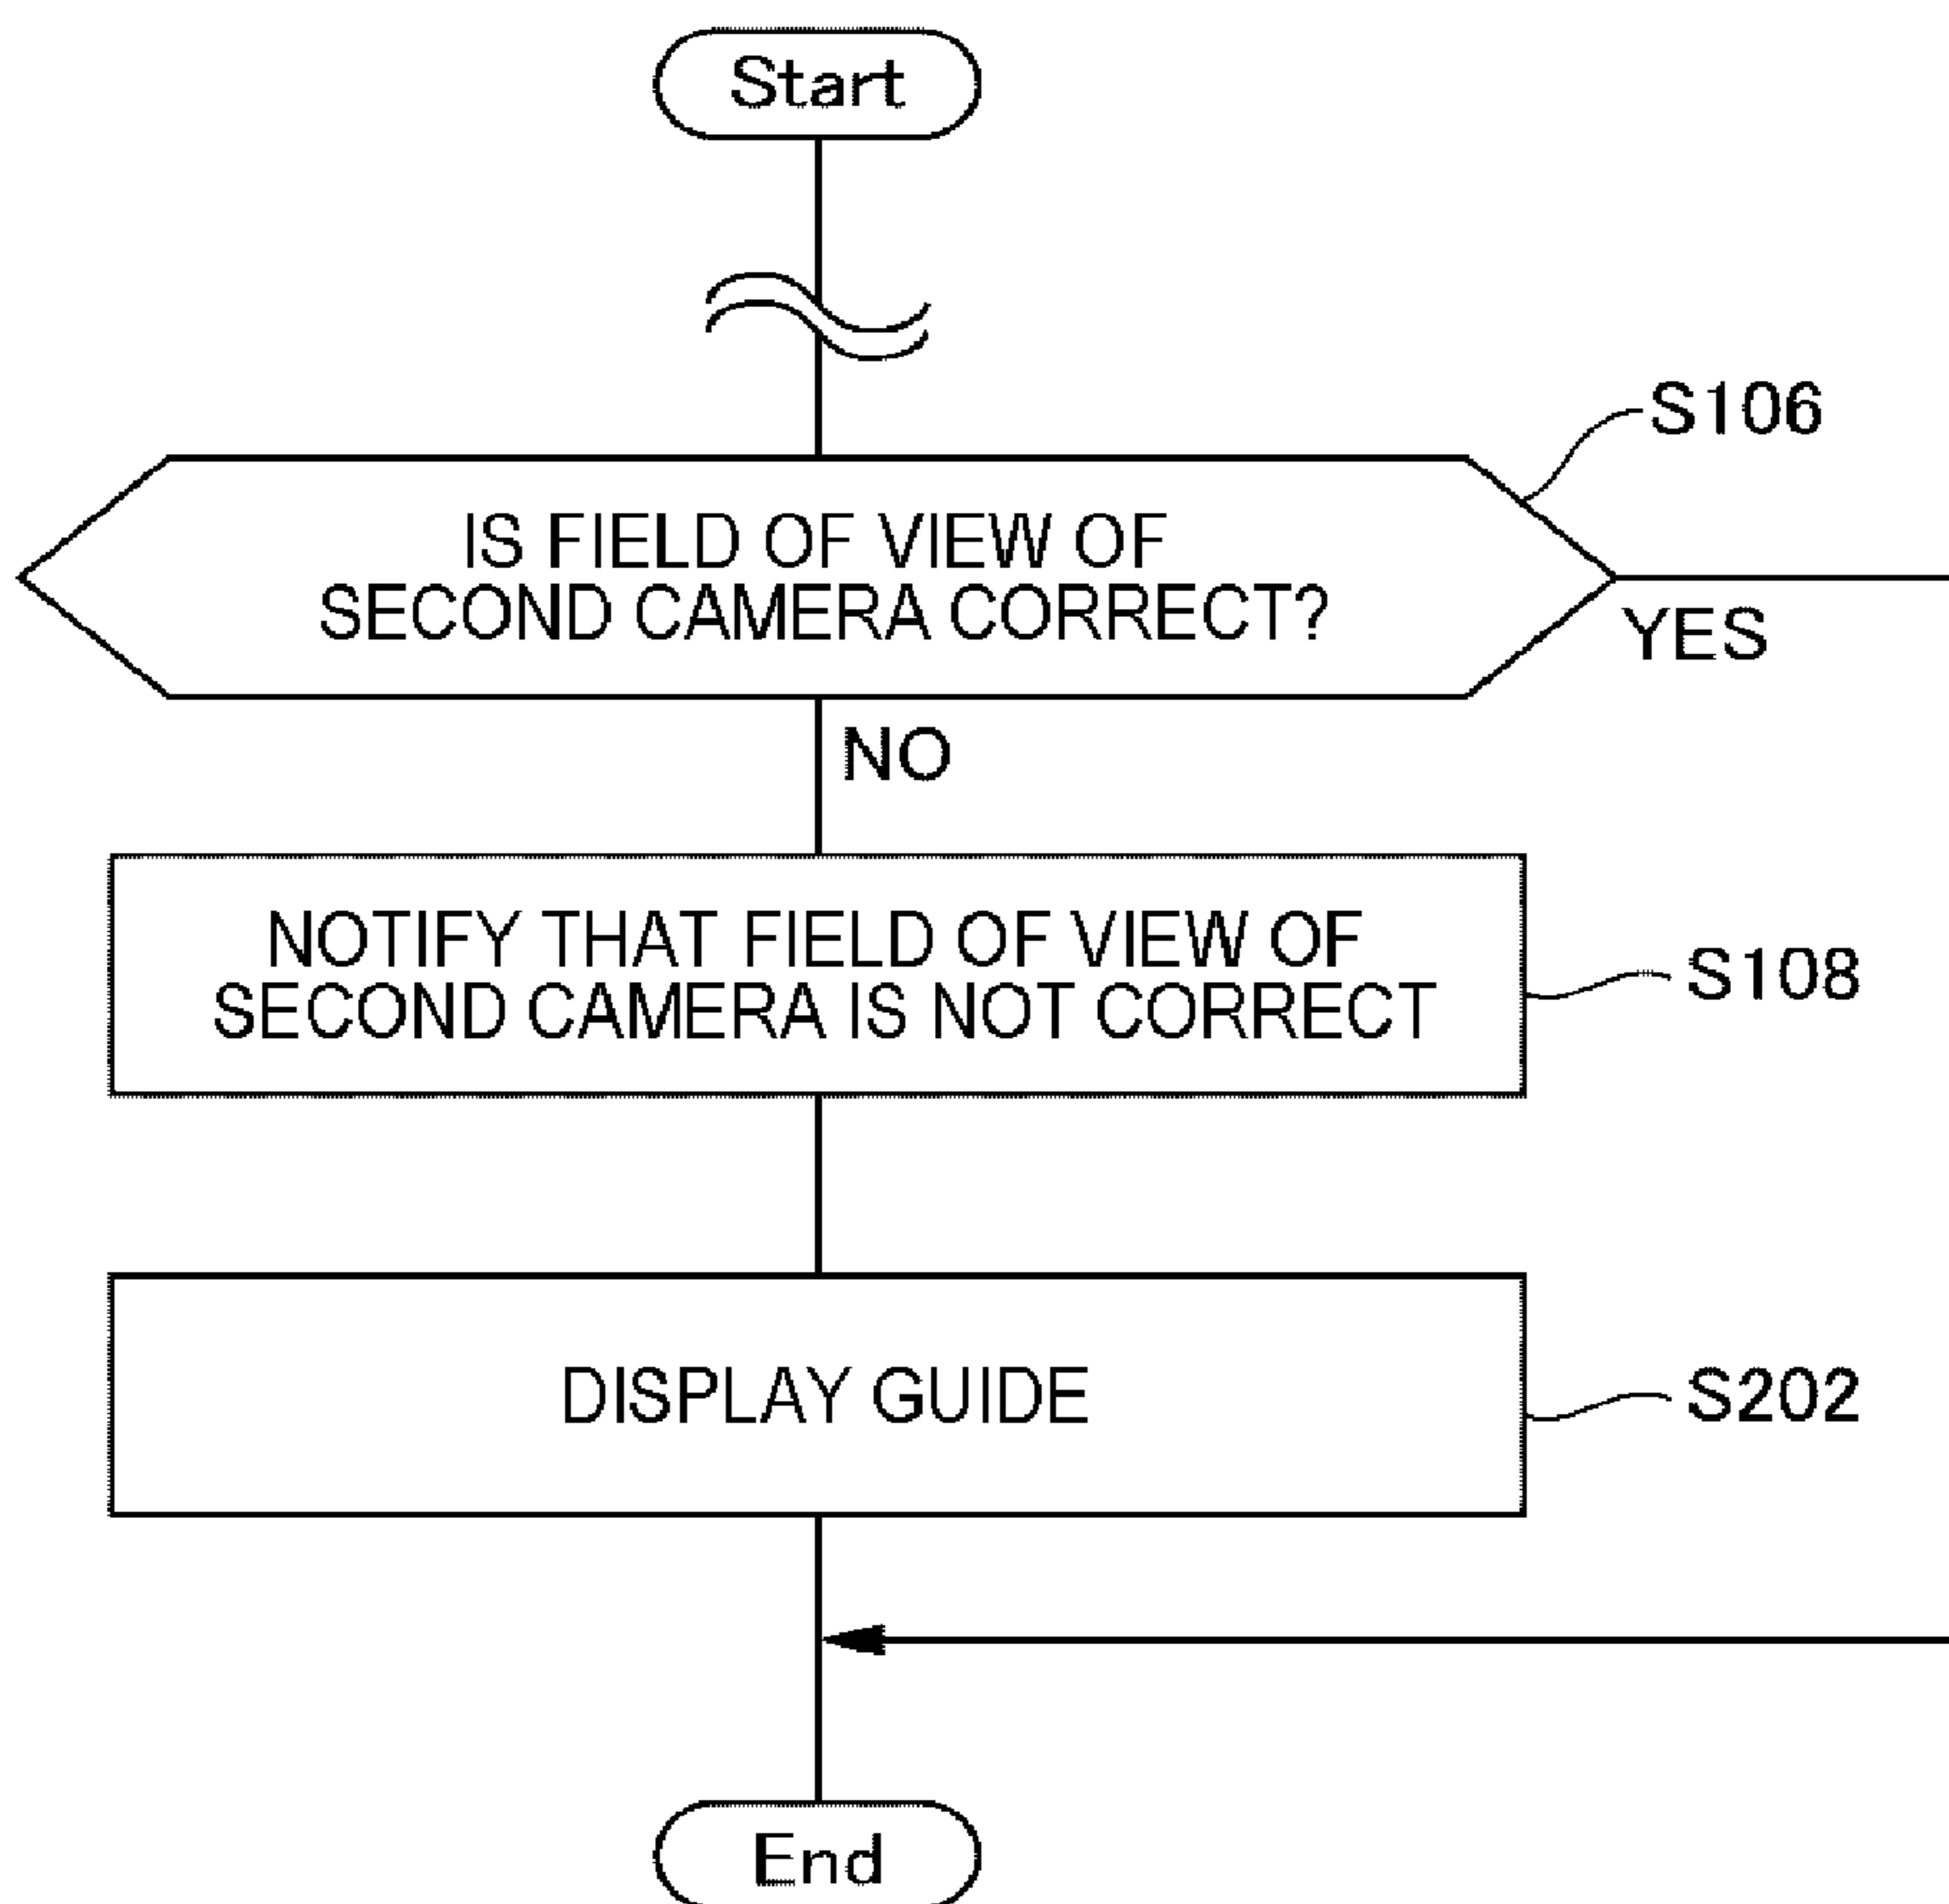 Start
S106
IS FIELD OF VIEW OF
SECOND CAMERA CORRECT?
YES
NO
NOTIFY THAT FIELD OF VIEW OF
SECOND CAMERA IS NOT CORRECT
S108
DISPLAY GUIDE
S202
End